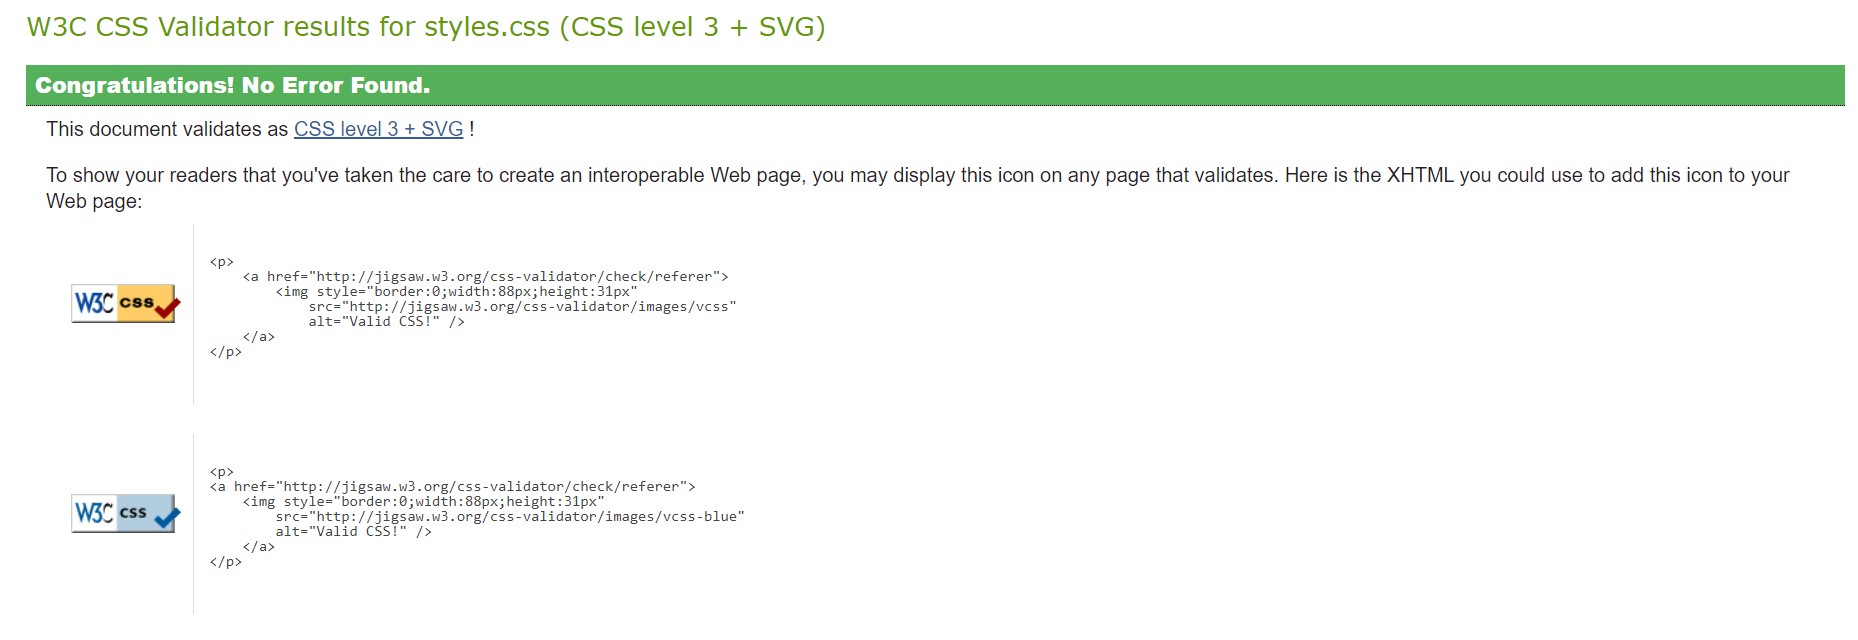 W3C CSS Validator results for styles.css (CSS level 3 + SVG)
Congratulations! No Error Found.
This document validates as CSS level 3 + SVG !
To show your readers that you've taken the care to create an interoperable Web page, you may display this icon on any page that validates. Here is the XHTML you could use to add this icon to your
Web page:
<p>
<a href="http://jigsaw.w3.org/css-validator/check/referer">
<img style="border:0;width:88px;height:31px"
W3C css
src="http://jigsaw.w3.org/css-validator/images/vcss"
alt="Valid CSS!" />
</a>
</p>
<p>
<a href="http://jigsaw.w3.org/css-validator/check/referer">
<img style="border:0;width:88px;height:31px"
W3C css
src="http://jigsaw.w3.org/css-validator/images/vcss-blue"
alt="Valid CSS!" />
</a>
</p>